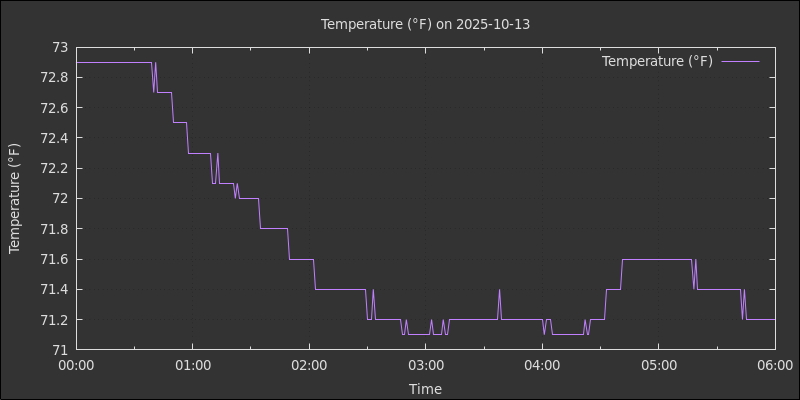 Temperature (°F) on 2025-10-13
Temperature (°F)
73
72.8
72.6
72.4
72.2
72
71.8
71.6
71.4
71.2
71
Temperature (°F)
00:00 01:00 02:00 03:00 04:00 05:00 06:00
Time